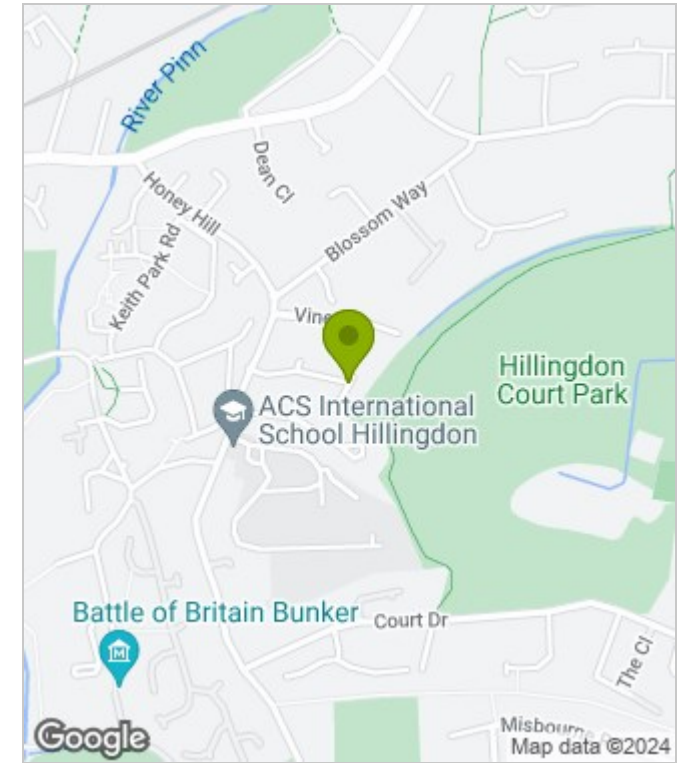 River Pinn
Dean Cl
Honey Hill
Blossom Way
Keith Park Rd
Hillingdon
Court Park
ACS International
School Hillingdon
Battle of Britain Bunker
Court Dr
The Cl
Google
Map data ©2024